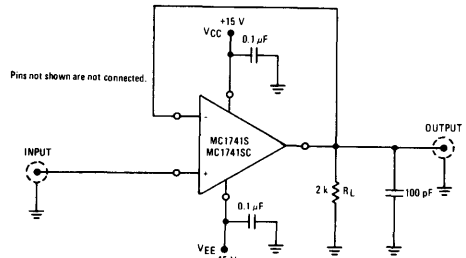 +15 V
VCC
0.1 µF
Pins not shown are not connected.
-
MC1741S
MC1741SC
+
INPUT
OUTPUT
2 k
RL
100 pF
0.1 µF
VEE